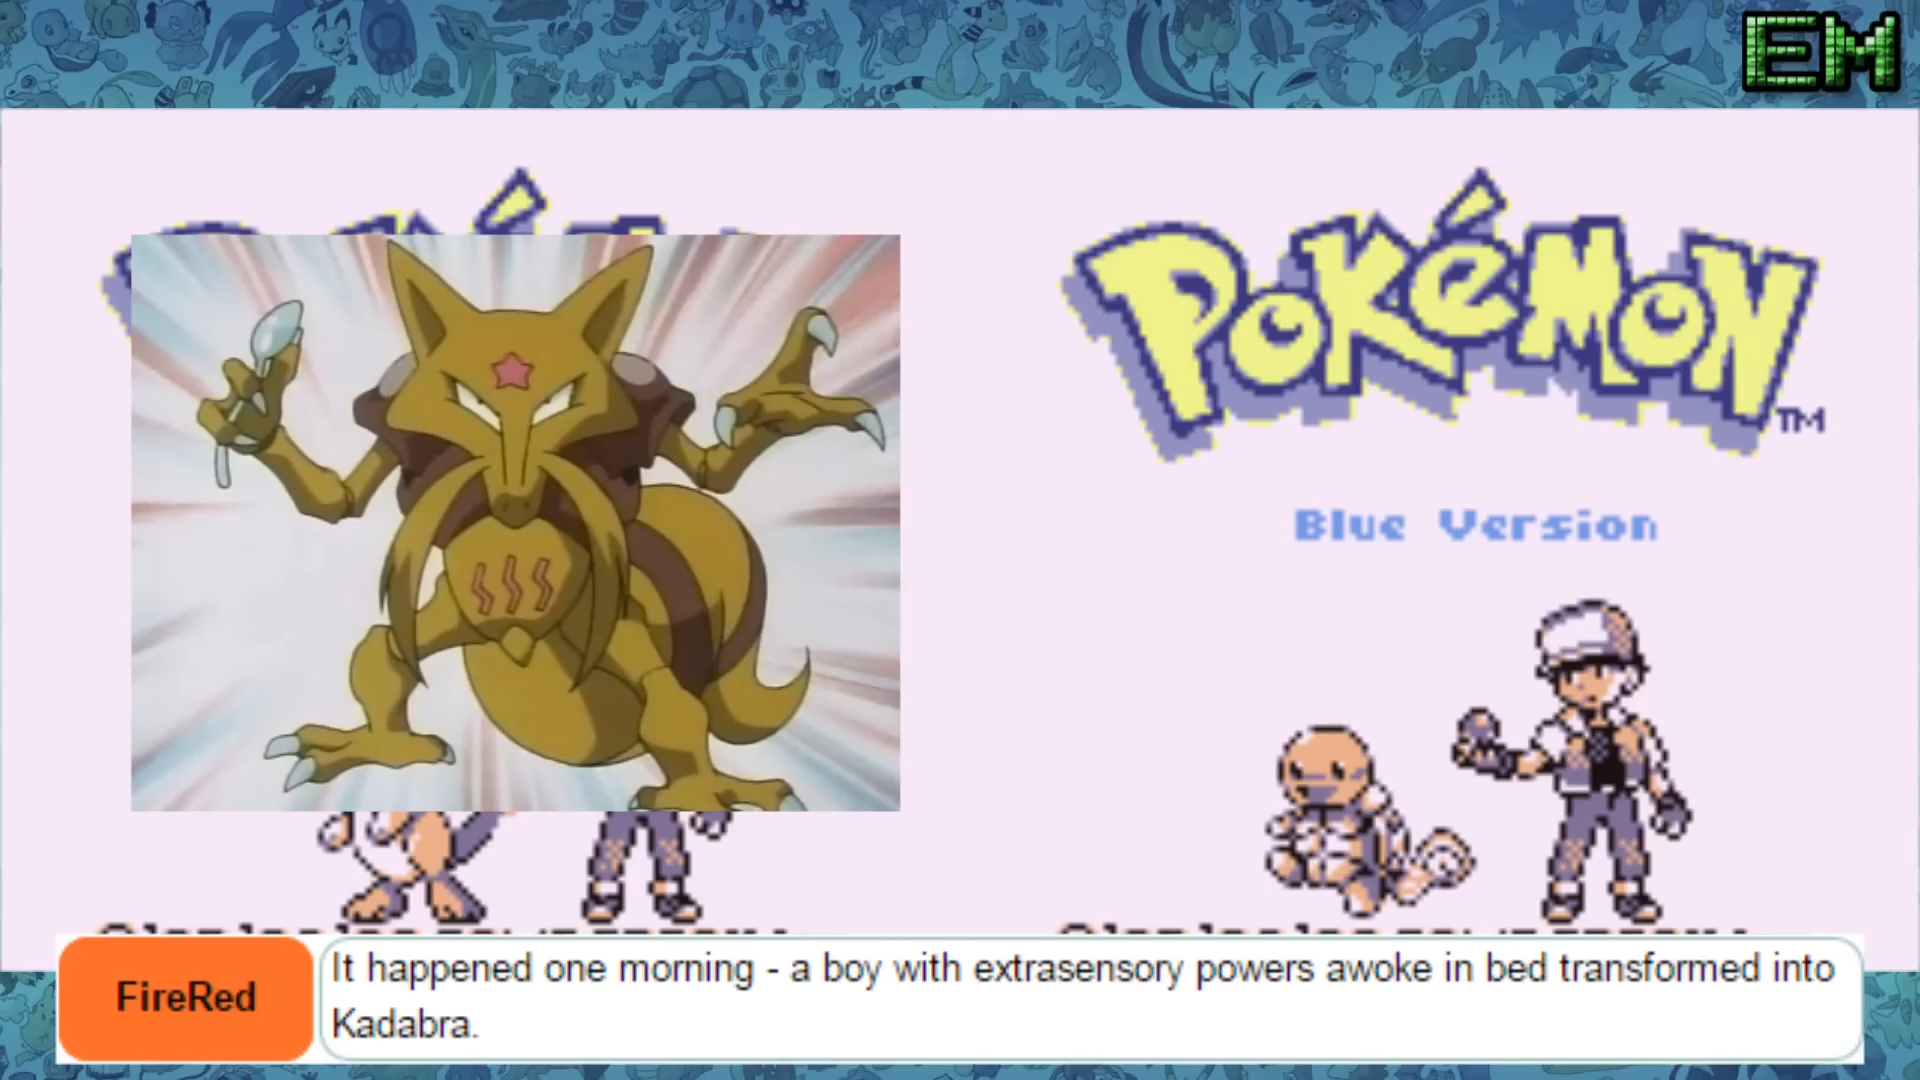 EM
POKéMON
TM
Blue Version
FireRed
It happened one morning - a boy with extrasensory powers awoke in bed transformed into
Kadabra.